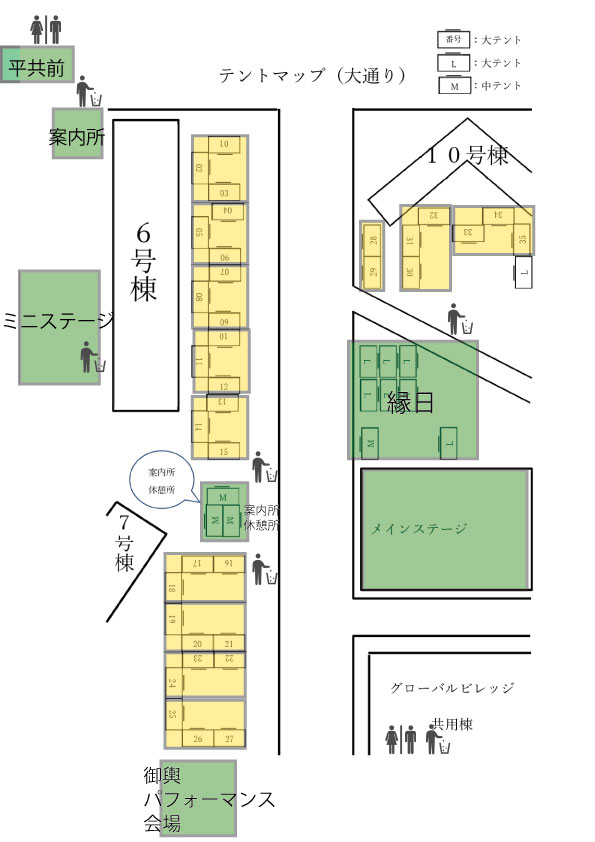 テントマップ（大通り）
番号：大テント
L：大テント
M：中テント
平共前
案内所
6号棟
ミニステージ
01
02
03
04
05
06
07
08
09
10
11
12
13
14
15
案内所
休憩所
M
M
M
案内所
休憩所
7号棟
16
17
18
19
20
21
22
23
24
25
26
27
御輿
パフォーマンス
会場
10号棟
28
29
30
31
32
33
34
35
L
L
L
L
L
L
L
縁日
M
L
メインステージ
グローバルビレッジ
共用棟